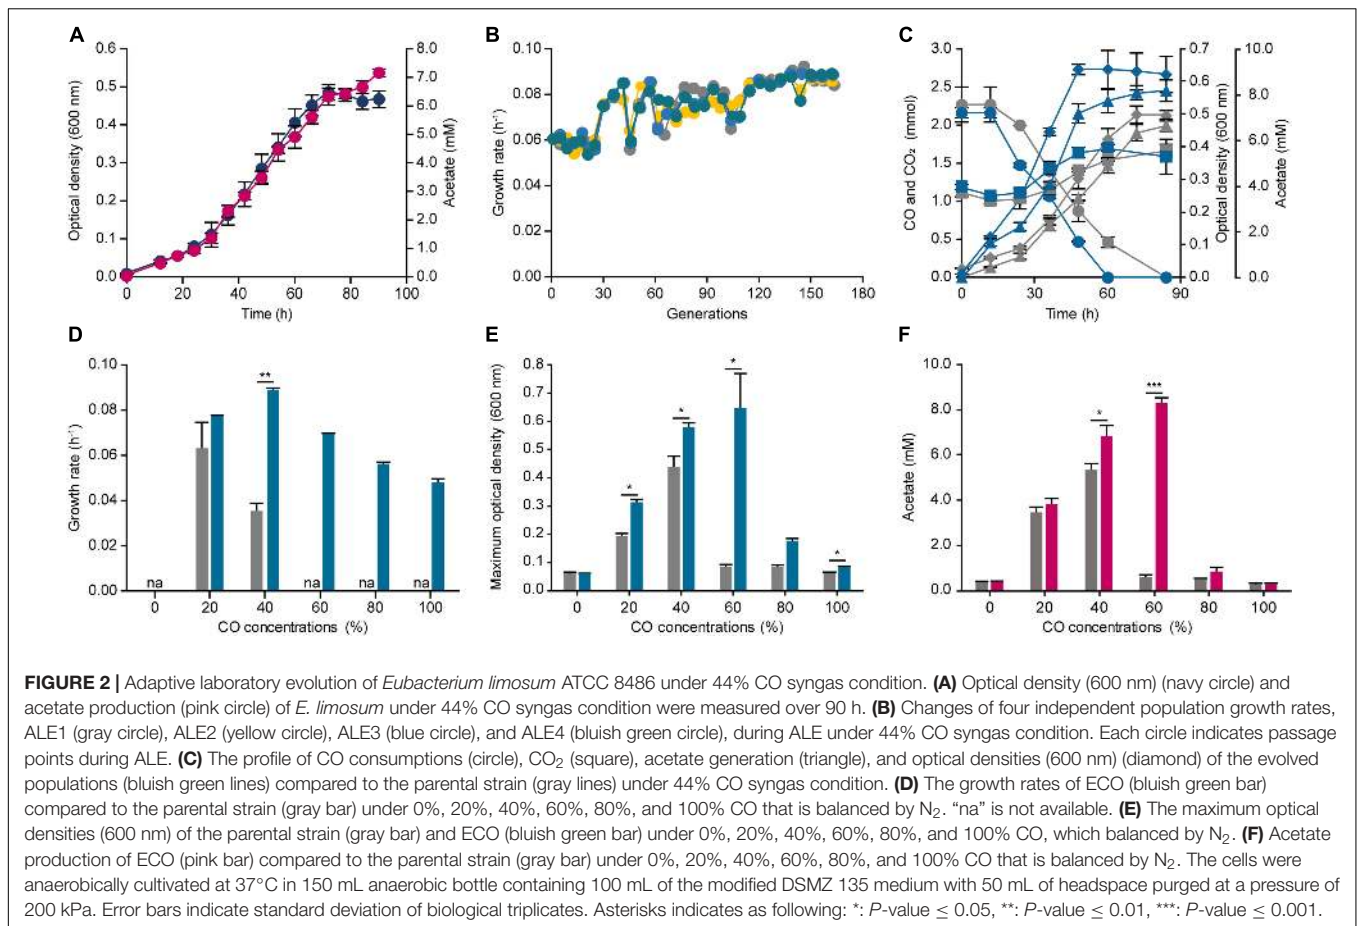 A
B
C
0.6
0.5
0.4
0.3
0.2
0.1
0.0
Optical density (600 nm)
8.0
7.0
6.0
5.0
4.0
3.0
2.0
1.0
0.0
Acetate (mM)
0 20 40 60 80 100
Time (h)
0.10
0.08
0.06
0.04
0.02
0.00
Growth rate (h⁻¹)
0 30 60 90 120 150 180
Generations
3.0
2.5
2.0
1.5
1.0
0.5
0.0
CO and CO₂ (mmol)
0.7
0.6
0.5
0.4
0.3
0.2
0.1
0.0
Optical density (600 nm)
10.0
8.0
6.0
4.0
2.0
0.0
Acetate (mM)
0 30 60 90
Time (h)
D
E
F
0.10
0.08
0.06
0.04
0.02
0.00
Growth rate (h⁻¹)
**
na na na na
0 20 40 60 80 100
CO concentrations (%)
0.8
0.7
0.6
0.5
0.4
0.3
0.2
0.1
0.0
Maximum optical density (600 nm)
* * * *
0 20 40 60 80 100
CO concentrations (%)
10.0
8.0
6.0
4.0
2.0
0.0
Acetate (mM)
* ***
0 20 40 60 80 100
CO concentrations (%)
FIGURE 2 | Adaptive laboratory evolution of Eubacterium limosum ATCC 8486 under 44% CO syngas condition. (A) Optical density (600 nm) (navy circle) and
acetate production (pink circle) of E. limosum under 44% CO syngas condition were measured over 90 h. (B) Changes of four independent population growth rates,
ALE1 (gray circle), ALE2 (yellow circle), ALE3 (blue circle), and ALE4 (bluish green circle), during ALE under 44% CO syngas condition. Each circle indicates passage
points during ALE. (C) The profile of CO consumptions (circle), CO₂ (square), acetate generation (triangle), and optical densities (600 nm) (diamond) of the evolved
populations (bluish green lines) compared to the parental strain (gray lines) under 44% CO syngas condition. (D) The growth rates of ECO (bluish green bar)
compared to the parental strain (gray bar) under 0%, 20%, 40%, 60%, 80%, and 100% CO that is balanced by N₂. “na” is not available. (E) The maximum optical
densities (600 nm) of the parental strain (gray bar) and ECO (bluish green bar) under 0%, 20%, 40%, 60%, 80%, and 100% CO, which balanced by N₂. (F) Acetate
production of ECO (pink bar) compared to the parental strain (gray bar) under 0%, 20%, 40%, 60%, 80%, and 100% CO that is balanced by N₂. The cells were
anaerobically cultivated at 37°C in 150 mL anaerobic bottle containing 100 mL of the modified DSMZ 135 medium with 50 mL of headspace purged at a pressure of
200 kPa. Error bars indicate standard deviation of biological triplicates. Asterisks indicates as following: *: P-value ≤ 0.05, **: P-value ≤ 0.01, ***: P-value ≤ 0.001.